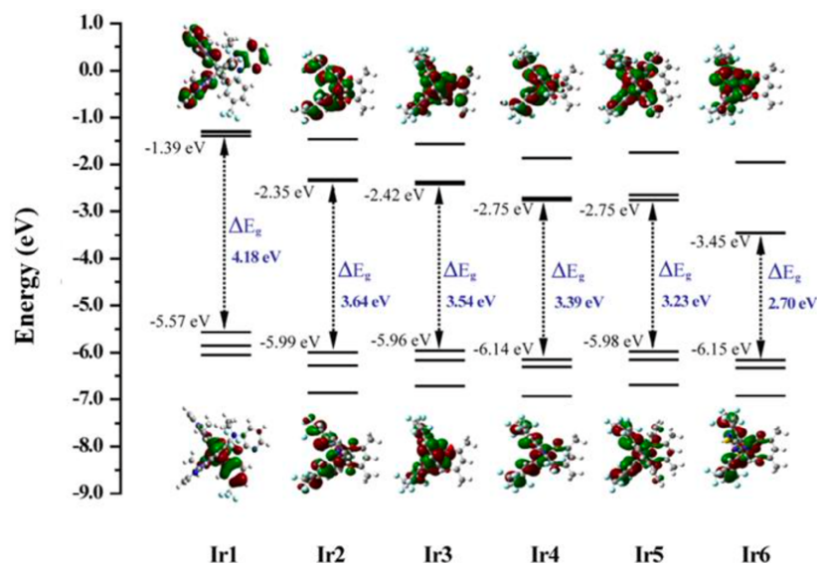 1.0
0.0
-1.0
-2.0
-3.0
-4.0
-5.0
-6.0
-7.0
-8.0
-9.0
Energy (eV)
-1.39 eV
ΔEg
4.18 eV
-5.57 eV
-2.35 eV
ΔEg
3.64 eV
-5.99 eV
-2.42 eV
ΔEg
3.54 eV
-5.96 eV
-2.75 eV
ΔEg
3.39 eV
-6.14 eV
-2.75 eV
ΔEg
3.23 eV
-5.98 eV
-3.45 eV
ΔEg
2.70 eV
-6.15 eV
Ir1 Ir2 Ir3 Ir4 Ir5 Ir6